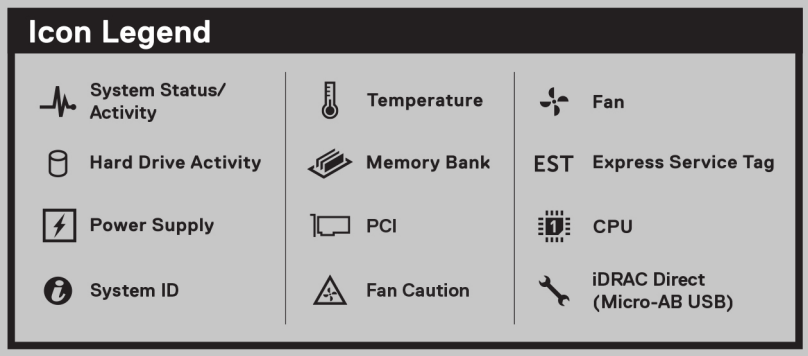 Icon Legend
System Status/
Activity
Hard Drive Activity
Power Supply
System ID
Temperature
Memory Bank
PCI
Fan Caution
Fan
EST Express Service Tag
1 CPU
iDRAC Direct
(Micro-AB USB)